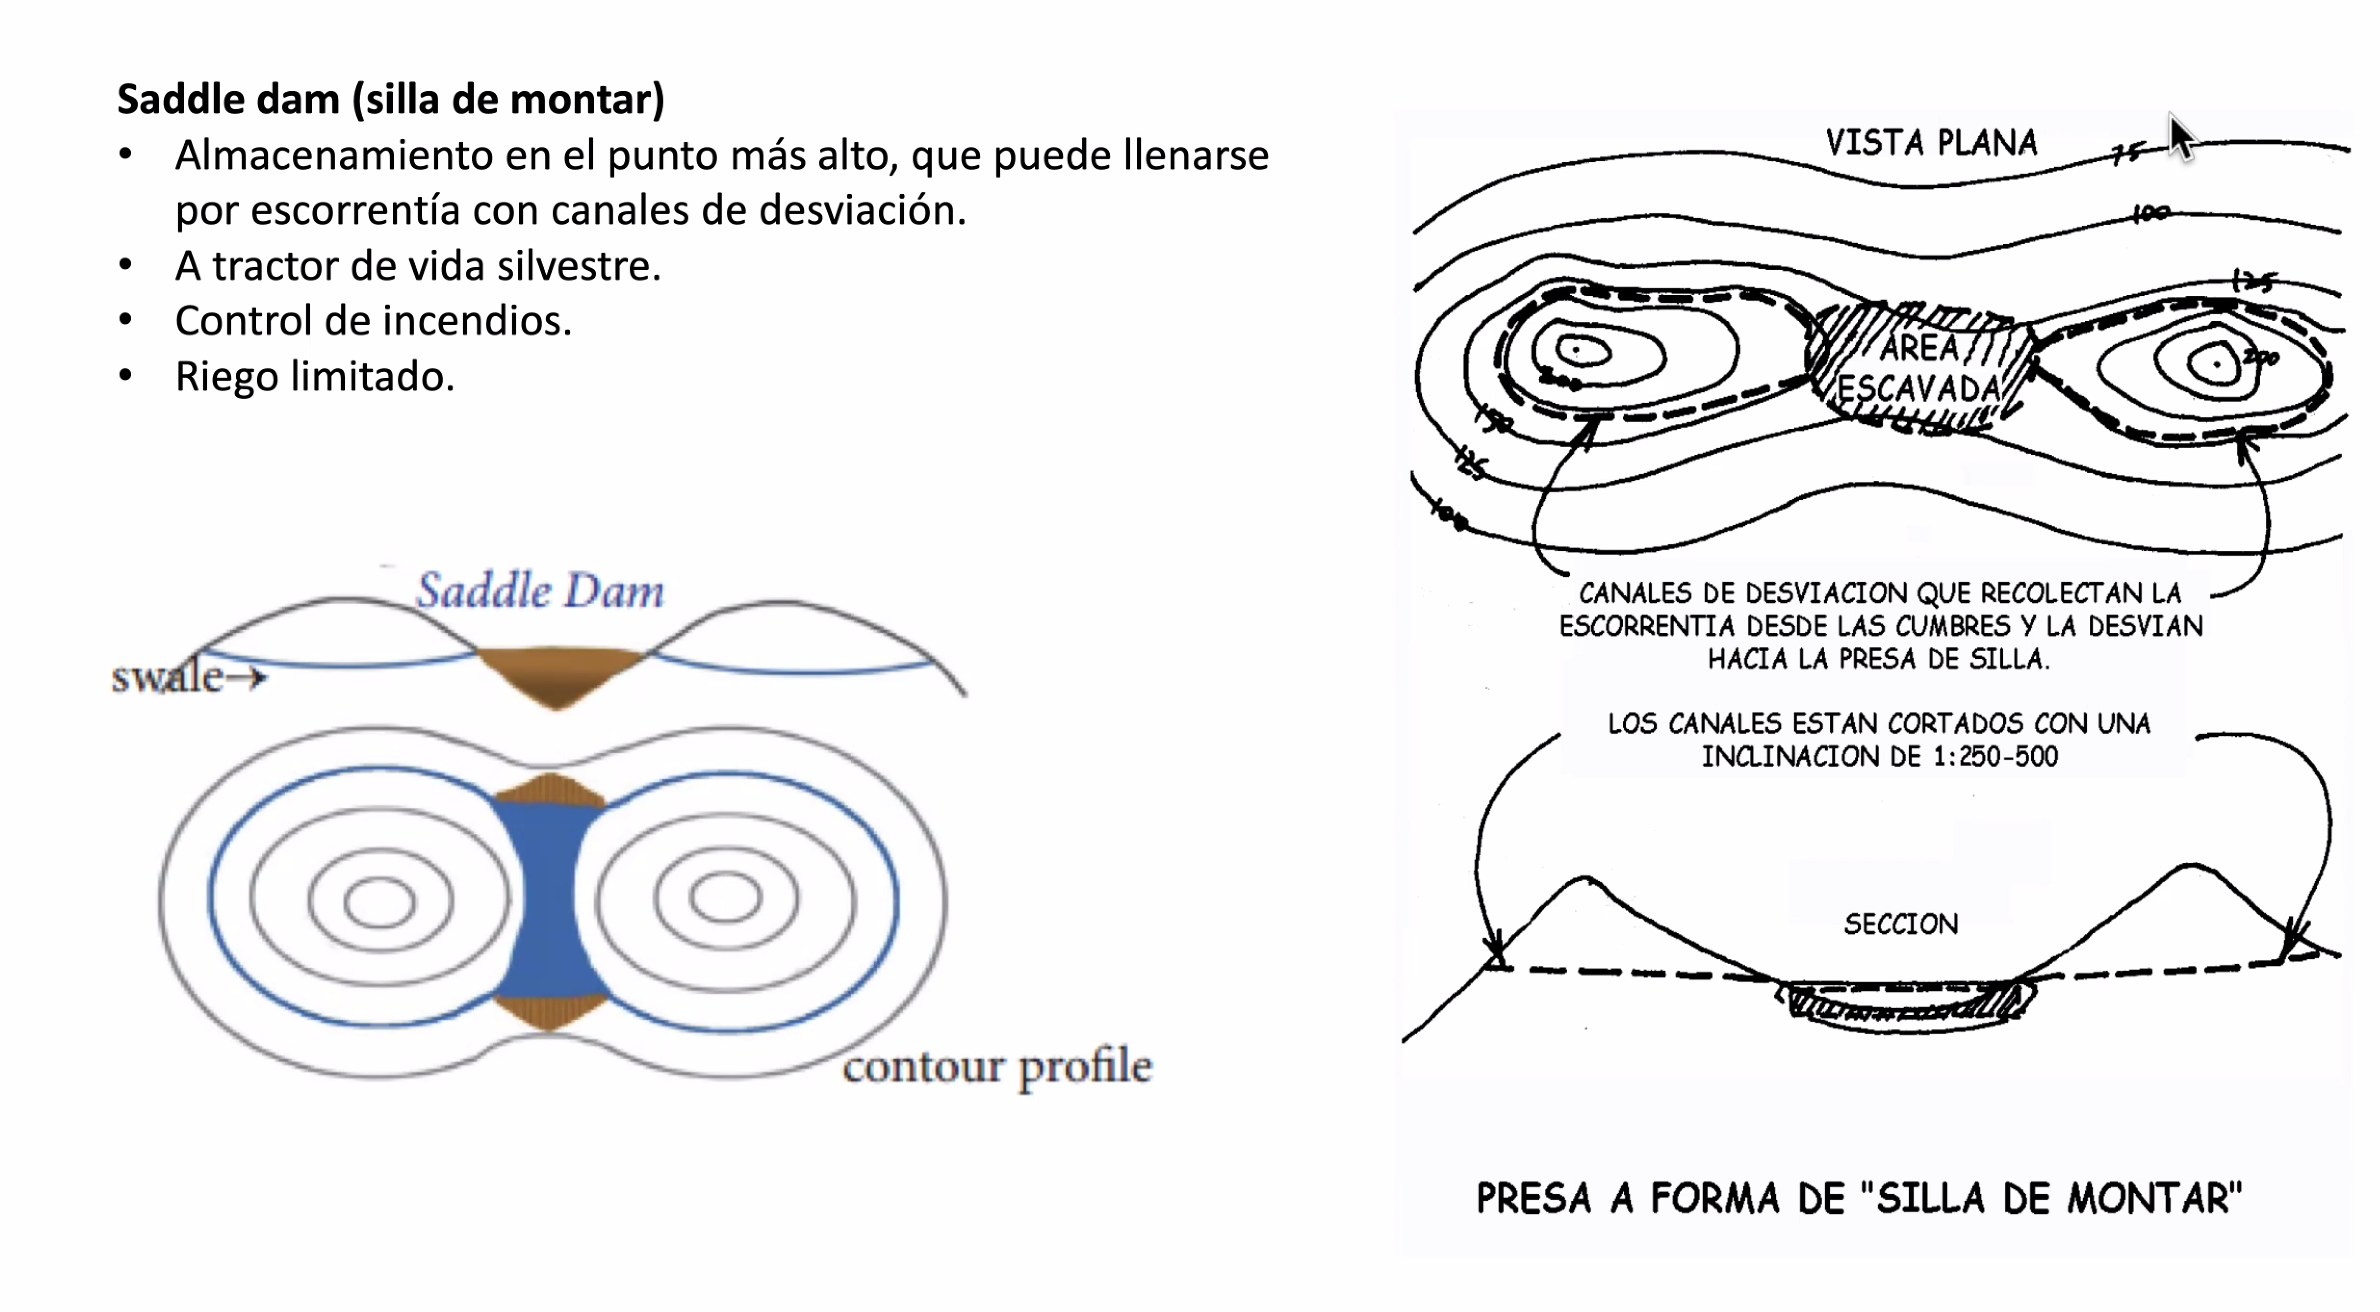 Saddle dam (silla de montar)
• Almacenamiento en el punto más alto, que puede llenarse
por escorrentía con canales de desviación.
• A tractor de vida silvestre.
• Control de incendios.
• Riego limitado.
Saddle Dam
swale→
contour profile
VISTA PLANA
75
100
125
AREA
ESCAVADA
200
200
150
125
100
CANALES DE DESVIACION QUE RECOLECTAN LA
ESCORRENTIA DESDE LAS CUMBRES Y LA DESVIAN
HACIA LA PRESA DE SILLA.
LOS CANALES ESTAN CORTADOS CON UNA
INCLINACION DE 1:250-500
SECCION
PRESA A FORMA DE "SILLA DE MONTAR"